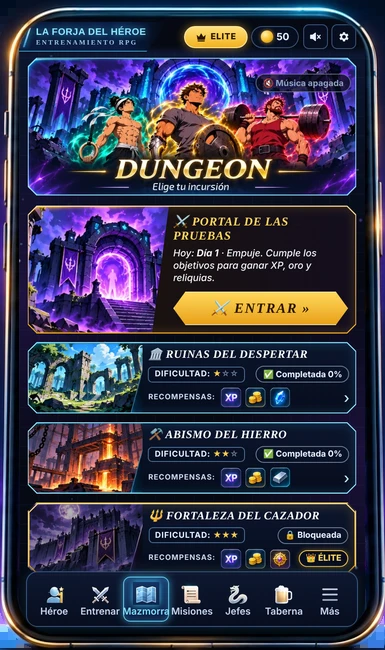 LA FORJA DEL HÉROE
ENTRENAMIENTO RPG
ELITE
50
Música apagada
DUNGEON
Elige tu incursión
PORTAL DE LAS
PRUEBAS
Hoy: Día 1 · Empuje. Cumple los
objetivos para ganar XP, oro y
reliquias.
ENTRAR »
RUINAS DEL DESPERTAR
DIFICULTAD: ★☆☆
Completada 0%
RECOMPENSAS: XP
ABISMO DEL HIERRO
DIFICULTAD: ★★☆
Completada 0%
RECOMPENSAS: XP
FORTALEZA DEL CAZADOR
DIFICULTAD: ★★★
Bloqueada
RECOMPENSAS: XP
ÉLITE
Héroe
Entrenar
Mazmorra
Misiones
Jefes
Taberna
Más